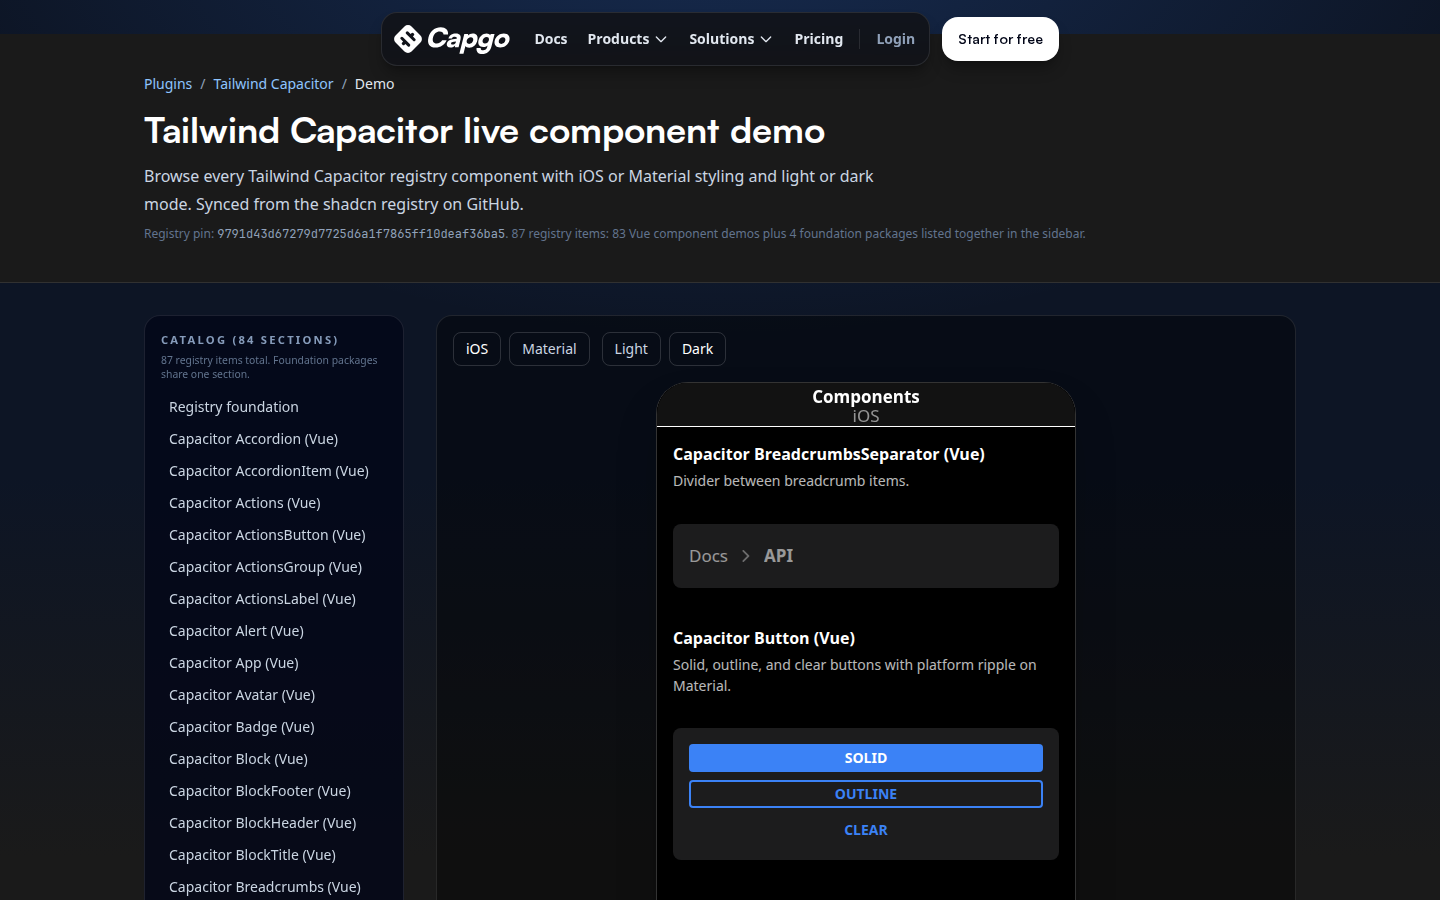 Capgo
Docs
Products
Solutions
Pricing
Login
Start for free
Plugins / Tailwind Capacitor / Demo
Tailwind Capacitor live component demo
Browse every Tailwind Capacitor registry component with iOS or Material styling and light or dark
mode. Synced from the shadcn registry on GitHub.
Registry pin: 9791d43d67279d7725d6a1f7865ff10deaf36ba5. 87 registry items: 83 Vue component demos plus 4 foundation packages listed together in the sidebar.
CATALOG (84 SECTIONS)
87 registry items total. Foundation packages
share one section.
Registry foundation
Capacitor Accordion (Vue)
Capacitor AccordionItem (Vue)
Capacitor Actions (Vue)
Capacitor ActionsButton (Vue)
Capacitor ActionsGroup (Vue)
Capacitor ActionsLabel (Vue)
Capacitor Alert (Vue)
Capacitor App (Vue)
Capacitor Avatar (Vue)
Capacitor Badge (Vue)
Capacitor Block (Vue)
Capacitor BlockFooter (Vue)
Capacitor BlockHeader (Vue)
Capacitor BlockTitle (Vue)
Capacitor Breadcrumbs (Vue)
iOS
Material
Light
Dark
Components
iOS
Capacitor BreadcrumbsSeparator (Vue)
Divider between breadcrumb items.
Docs
API
Capacitor Button (Vue)
Solid, outline, and clear buttons with platform ripple on
Material.
SOLID
OUTLINE
CLEAR